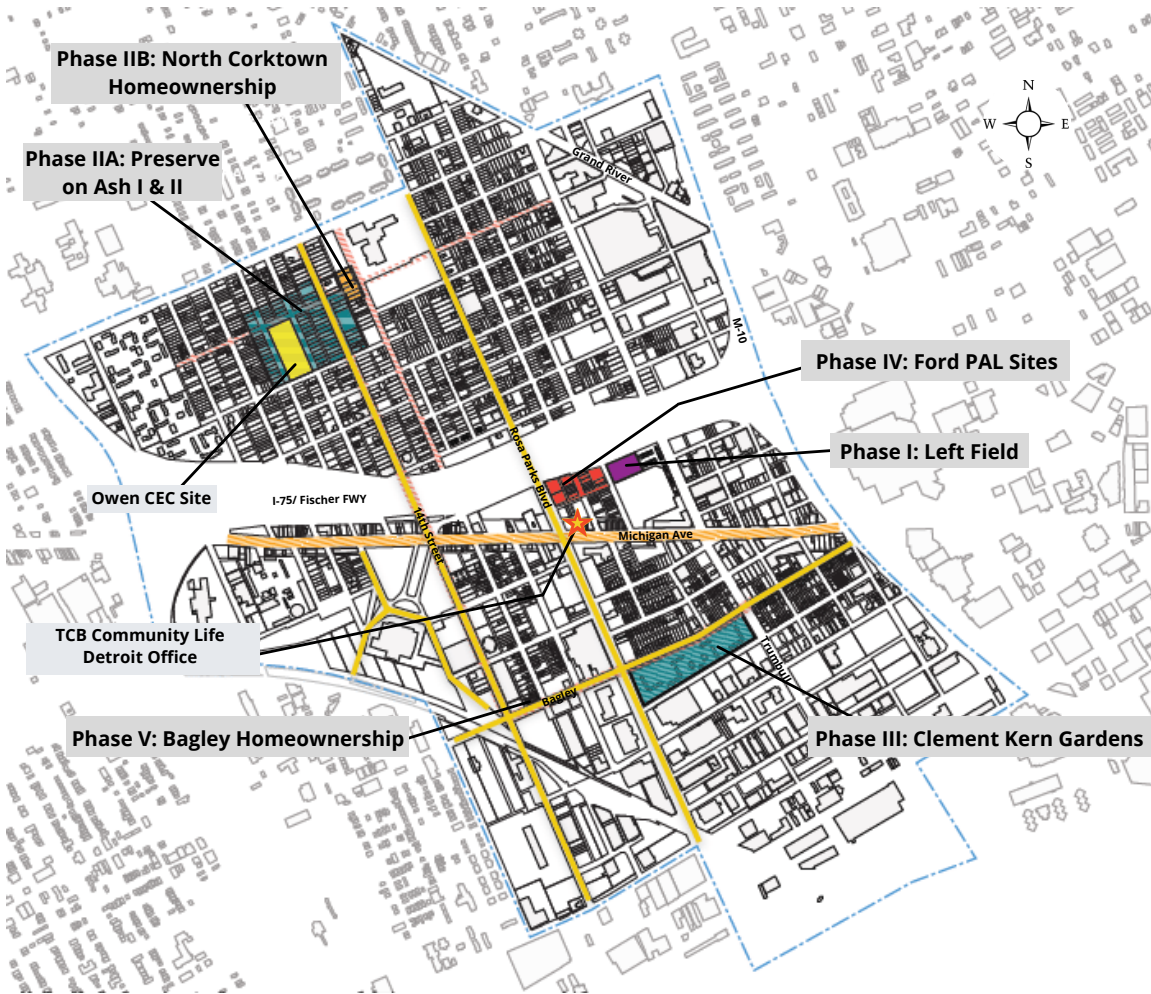 Phase IIB: North Corktown
Homeownership
N
W
E
S
Phase IIA: Preserve
on Ash I & II
Grand River
M-10
Phase IV: Ford PAL Sites
Rosa Parks Blvd
Phase I: Left Field
Owen CEC Site
I-75/ Fischer FWY
14th Street
Michigan Ave
TCB Community Life
Detroit Office
Trumbull
Bagley
Phase V: Bagley Homeownership
Phase III: Clement Kern Gardens